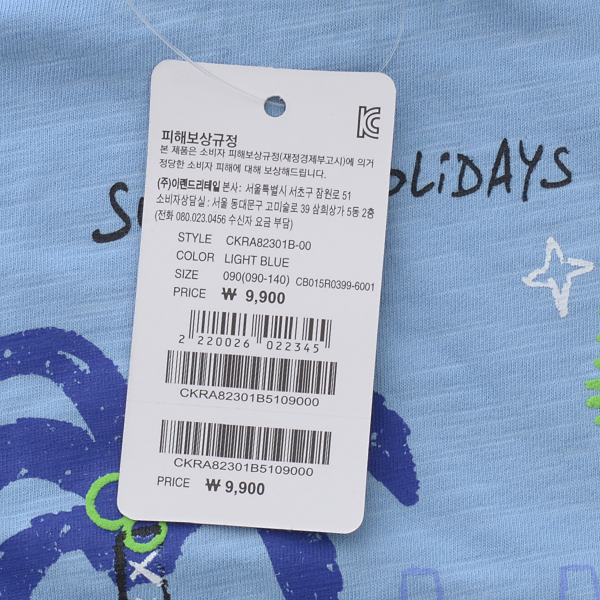 피해보상규정
본 제품은 소비자 피해보상규정(재정경제부고시)에 의거
정당한 소비자 피해에 대해 보상해드립니다.
(주)이랜드리테일 본사: 서울특별시 서초구 잠원로 51
소비자상담실: 서울 동대문구 고미술로 39 삼희상가 5동 2층
(전화 080.023.0456 수신자 요금 부담)
STYLE CKRA82301B-00
COLOR LIGHT BLUE
SIZE 090(090-140) CB015R0399-6001
PRICE ₩ 9,900
2 220026 022345
CKRA82301B5109000
CKRA82301B5109000
PRICE ₩ 9,900
OLiDAYS